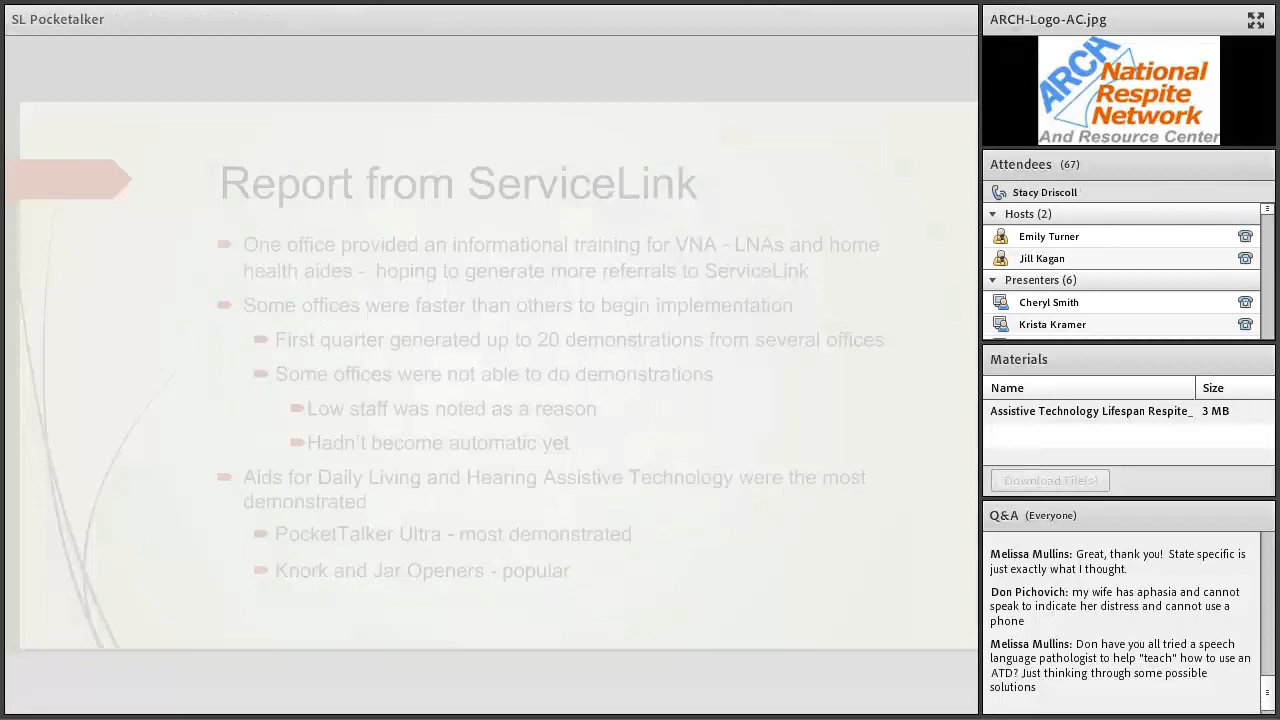 SL Pocketalker
Report from ServiceLink
One office provided an informational training for VNA - LNAs and home
health aides - hoping to generate more referrals to ServiceLink
Some offices were faster than others to begin implementation
First quarter generated up to 20 demonstrations from several offices
Some offices were not able to do demonstrations
Low staff was noted as a reason
Hadn't become automatic yet
Aids for Daily Living and Hearing Assistive Technology were the most
demonstrated
PocketTalker Ultra - most demonstrated
Knork and Jar Openers - popular
ARCH-Logo-AC.jpg
ARCH
National
Respite
Network
And Resource Center
Attendees (67)
Stacy Driscoll
Hosts (2)
Emily Turner
Jill Kagan
Presenters (6)
Cheryl Smith
Krista Kramer
Materials
Name Size
Assistive Technology Lifespan Respite_ 3 MB
Download File(s)
Q&A (Everyone)
Melissa Mullins: Great, thank you! State specific is
just exactly what I thought.
Don Pichovich: my wife has aphasia and cannot
speak to indicate her distress and cannot use a
phone
Melissa Mullins: Don have you all tried a speech
language pathologist to help "teach" how to use an
ATD? Just thinking through some possible
solutions